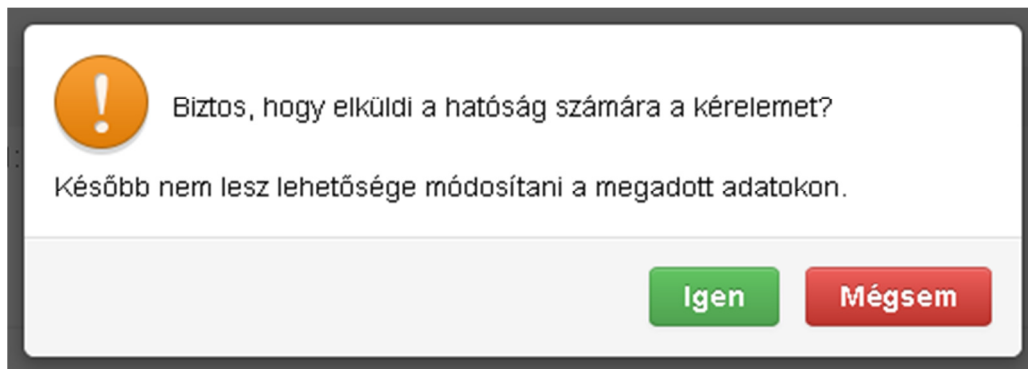 Biztos, hogy elküldi a hatóság számára a kérelemet?
Később nem lesz lehetősége módosítani a megadott adatokon.
Igen
Mégsem